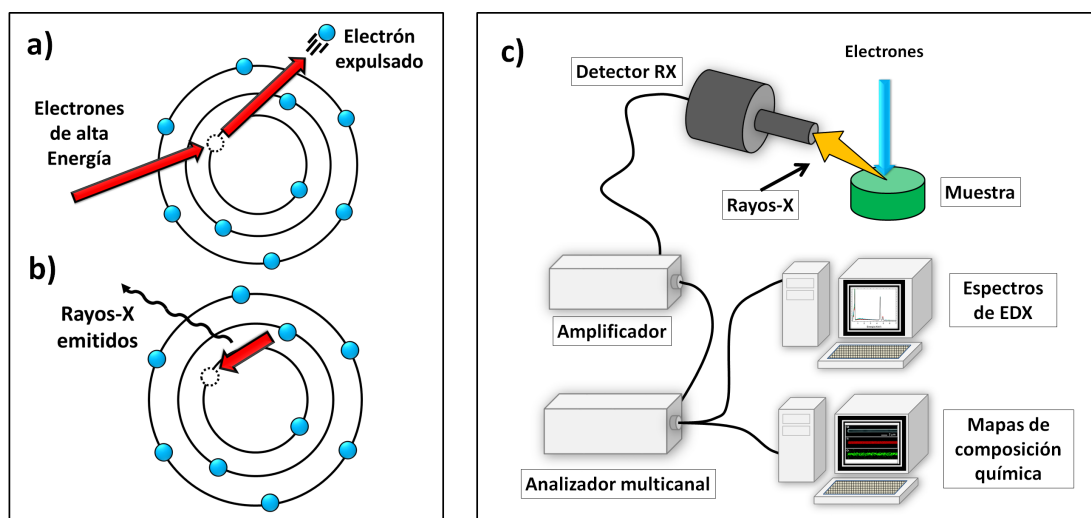 a)
Electrón
expulsado
Electrones
de alta
Energía
b)
Rayos-X
emitidos
c)
Electrones
Detector RX
Rayos-X
Muestra
Amplificador
Espectros
de EDX
Analizador multicanal
Mapas de
composición
química